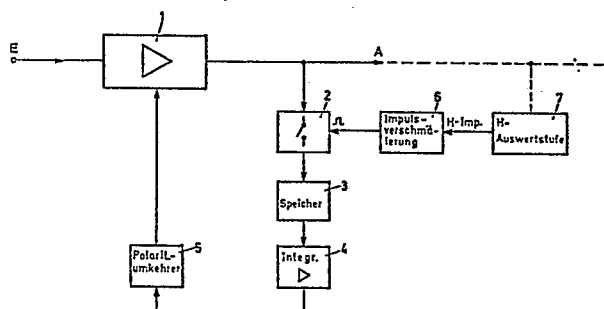 1
E
A
2
6
7
Impuls-
verschmä-
lerung
H-Imp.
H-
Auswertstufe
3
Speicher
5
Polarit.-
umkehrer
4
Integr.